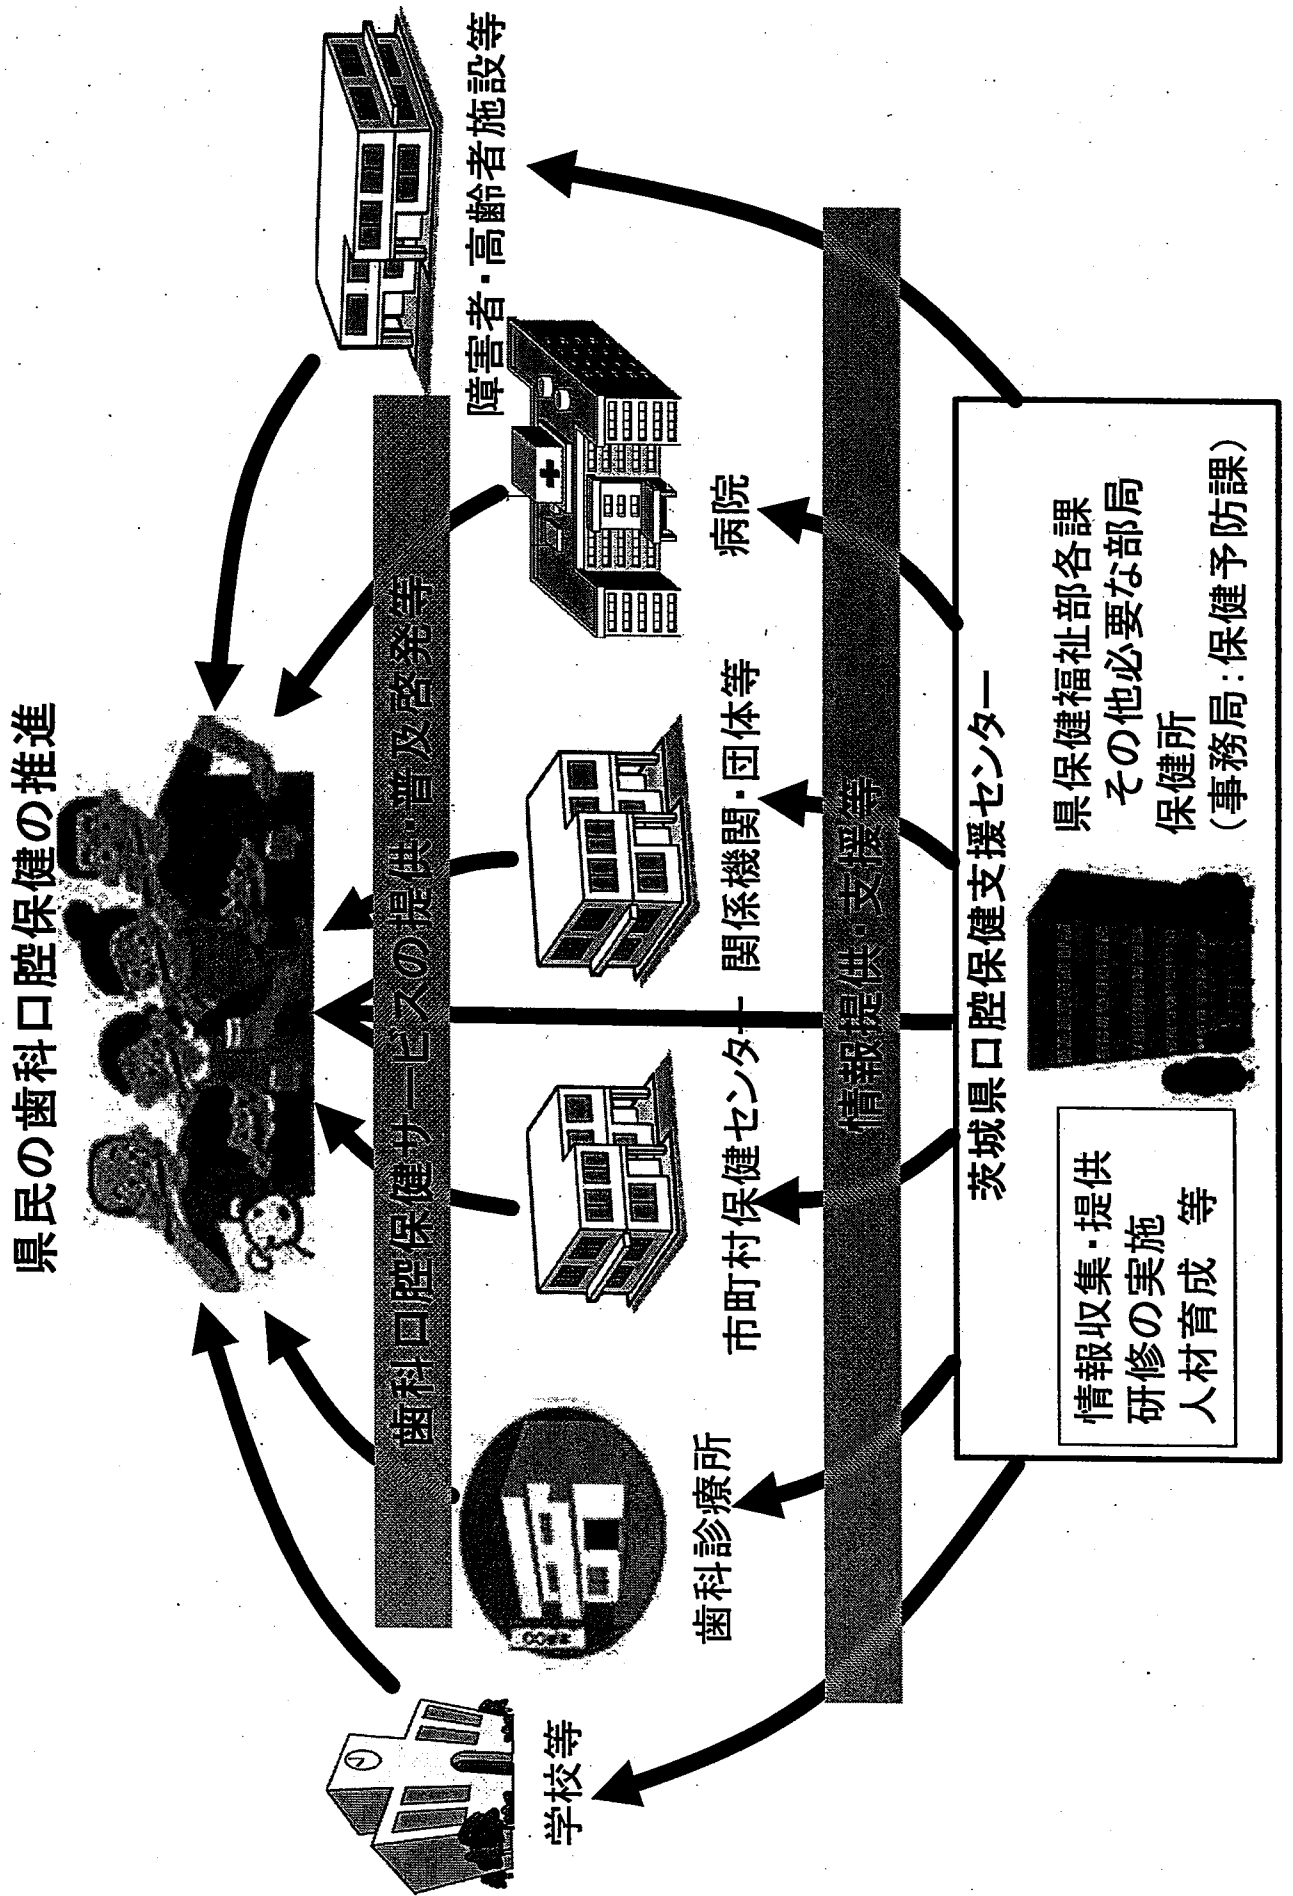 県民の歯科口腔保健の推進
歯科口腔保健サービスの提供・普及啓発等
学校等
歯科診療所
市町村保健センター
関係機関・団体等
病院
障害者・高齢者施設等
情報提供・支援等
茨城県口腔保健支援センター
情報収集・提供
研修の実施
人材育成 等
県保健福祉部各課
その他必要な部局
保健所
(事務局:保健予防課)